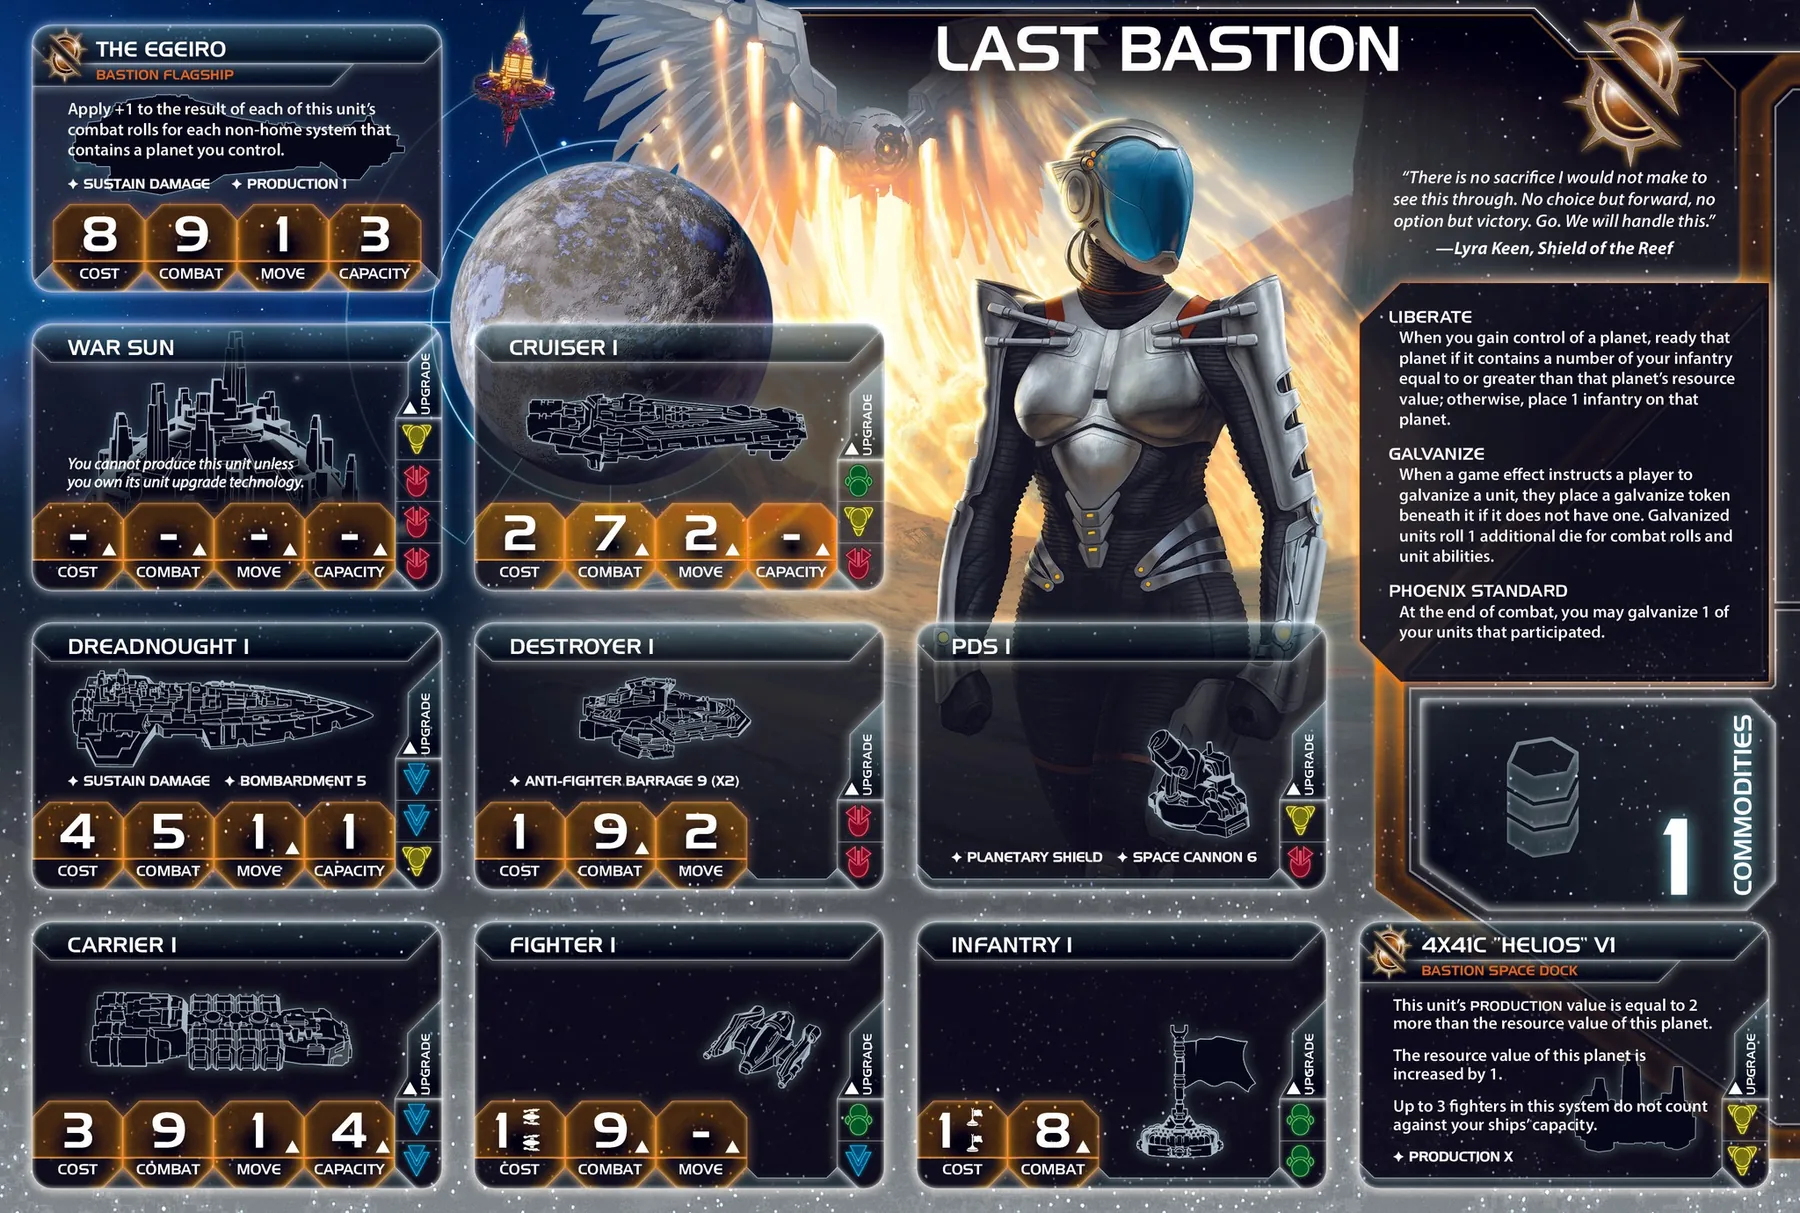 LAST BASTION
THE EGEIRO
BASTION FLAGSHIP
Apply +1 to the result of each of this unit's
combat rolls for each non-home system that
contains a planet you control.
✦ SUSTAIN DAMAGE ✦ PRODUCTION 1
8 9 1 3
COST COMBAT MOVE CAPACITY
"There is no sacrifice I would not make to
see this through. No choice but forward, no
option but victory. Go. We will handle this."
—Lyra Keen, Shield of the Reef
WAR SUN
UPGRADE
You cannot produce this unit unless
you own its unit upgrade technology.
- - - -
COST COMBAT MOVE CAPACITY
CRUISER I
UPGRADE
2 7 2 -
COST COMBAT MOVE CAPACITY
LIBERATE
When you gain control of a planet, ready that
planet if it contains a number of your infantry
equal to or greater than that planet's resource
value; otherwise, place 1 infantry on that
planet.
GALVANIZE
When a game effect instructs a player to
galvanize a unit, they place a galvanize token
beneath it if it does not have one. Galvanized
units roll 1 additional die for combat rolls and
unit abilities.
PHOENIX STANDARD
At the end of combat, you may galvanize 1 of
your units that participated.
DREADNOUGHT I
UPGRADE
✦ SUSTAIN DAMAGE ✦ BOMBARDMENT 5
4 5 1 1
COST COMBAT MOVE CAPACITY
DESTROYER I
UPGRADE
✦ ANTI-FIGHTER BARRAGE 9 (X2)
1 9 2
COST COMBAT MOVE
PDS I
UPGRADE
✦ PLANETARY SHIELD ✦ SPACE CANNON 6
1
COMMODITIES
CARRIER I
UPGRADE
3 9 1 4
COST COMBAT MOVE CAPACITY
FIGHTER I
UPGRADE
1 9 -
COST COMBAT MOVE
INFANTRY I
UPGRADE
1 8
COST COMBAT
4X41C "HELIOS" V1
BASTION SPACE DOCK
This unit's PRODUCTION value is equal to 2
more than the resource value of this planet.
The resource value of this planet is
increased by 1.
Up to 3 fighters in this system do not count
against your ships' capacity.
✦ PRODUCTION X
UPGRADE